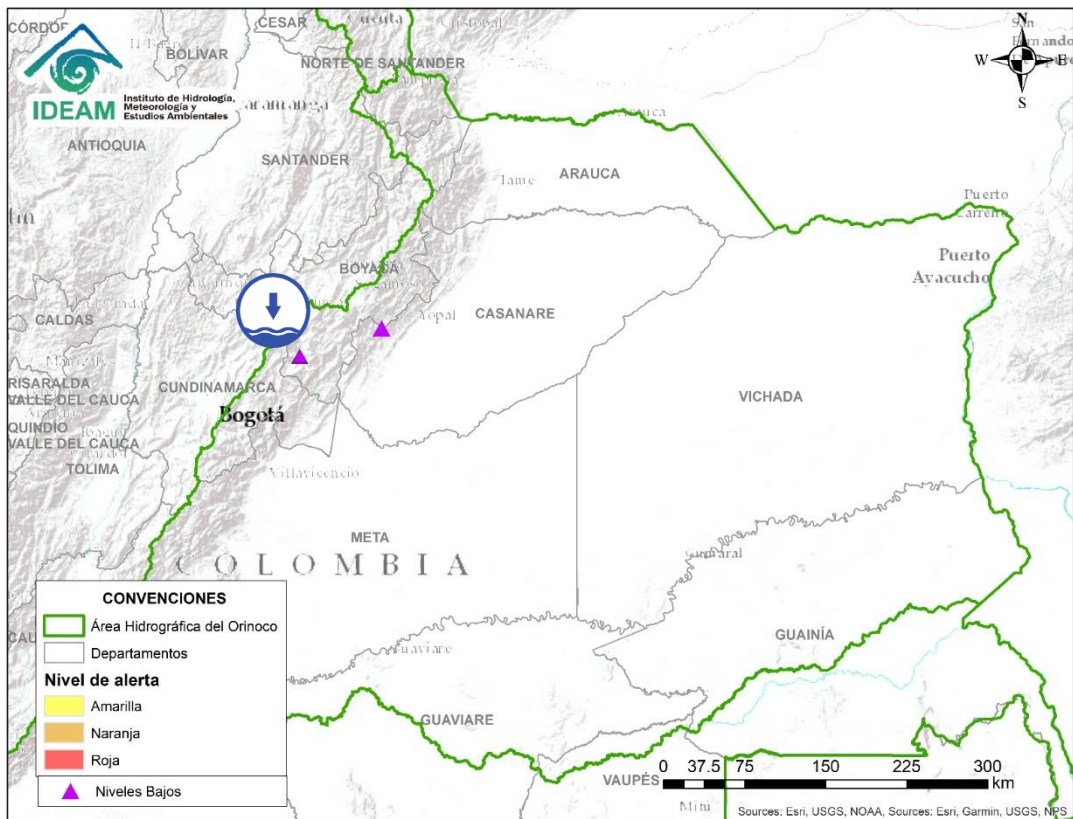 CESAR
Cúcuta
BOLÍVAR
NORTE DE SANTANDER
N
W
E
S
IDEAM
Instituto de Hidrología,
Meteorología y
Estudios Ambientales
ANTIOQUIA
SANTANDER
Arauca
ARAUCA
Tame
Puerto
Carreño
Puerto
Ayacucho
BOYACÁ
Yopal
CASANARE
CALDAS
RISARALDA
VALLE DEL CAUCA
CUNDINAMARCA
Bogotá
VICHADA
QUINDÍO
VALLE DEL CAUCA
TOLIMA
Villavicencio
META
COLOMBIA
GUAINÍA
GUAVIARE
VAUPÉS
Mitú
CONVENCIONES
Área Hidrográfica del Orinoco
Departamentos
Nivel de alerta
Amarilla
Naranja
Roja
Niveles Bajos
0 37.5 75 150 225 300
km
Sources: Esri, USGS, NOAA, Sources: Esri, Garmin, USGS, NPS